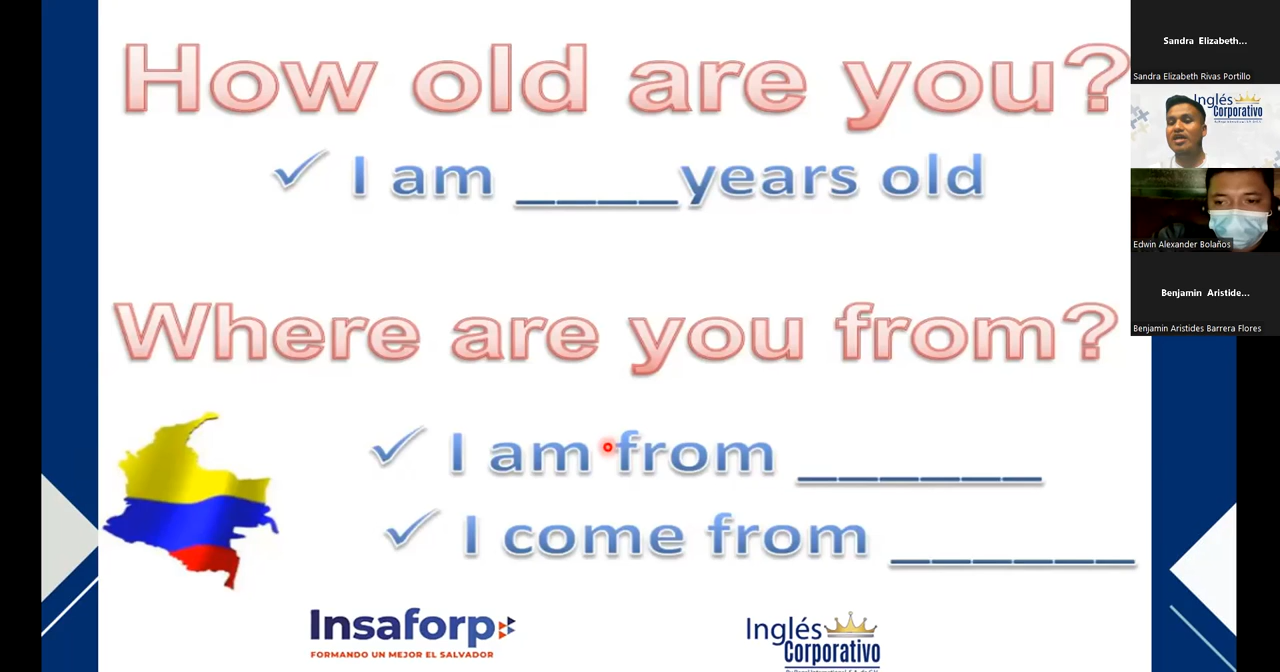 How old are you?
I am ____years old
Where are you from?
I am from ______
I come from ______
Insaforp
FORMANDO UN MEJOR EL SALVADOR
Inglés
Corporativo
Sandra Elizabeth...
Sandra Elizabeth Rivas Portillo
Inglés
Corporativo
Edwin Alexander Bolaños
Benjamin Aristide...
Benjamin Aristides Barrera Flores